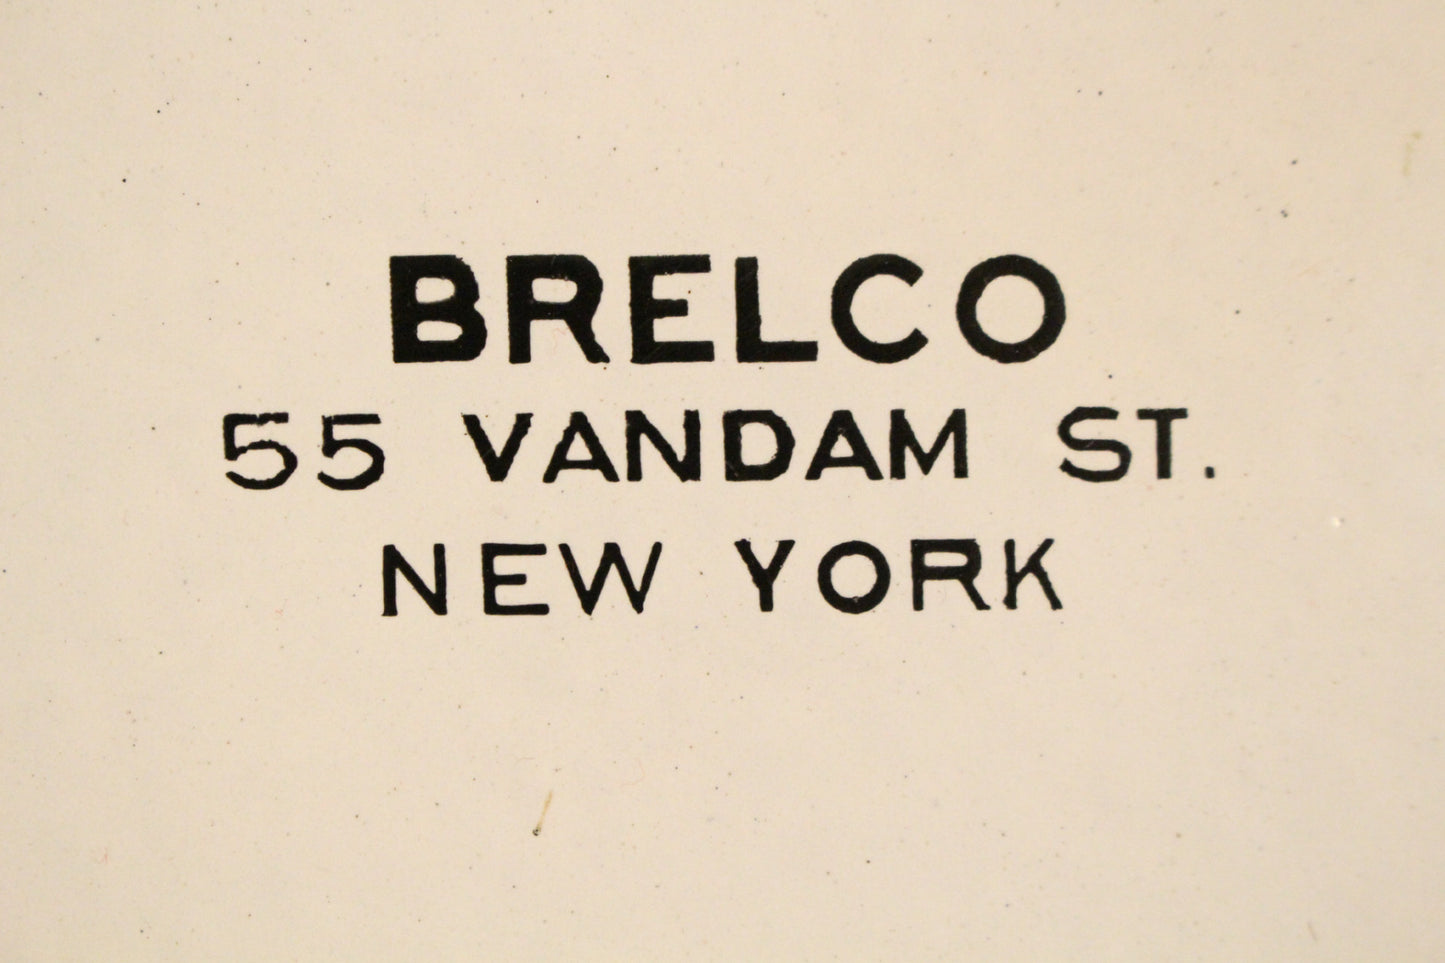 BRELCO
55 VANDAM ST.
NEW YORK